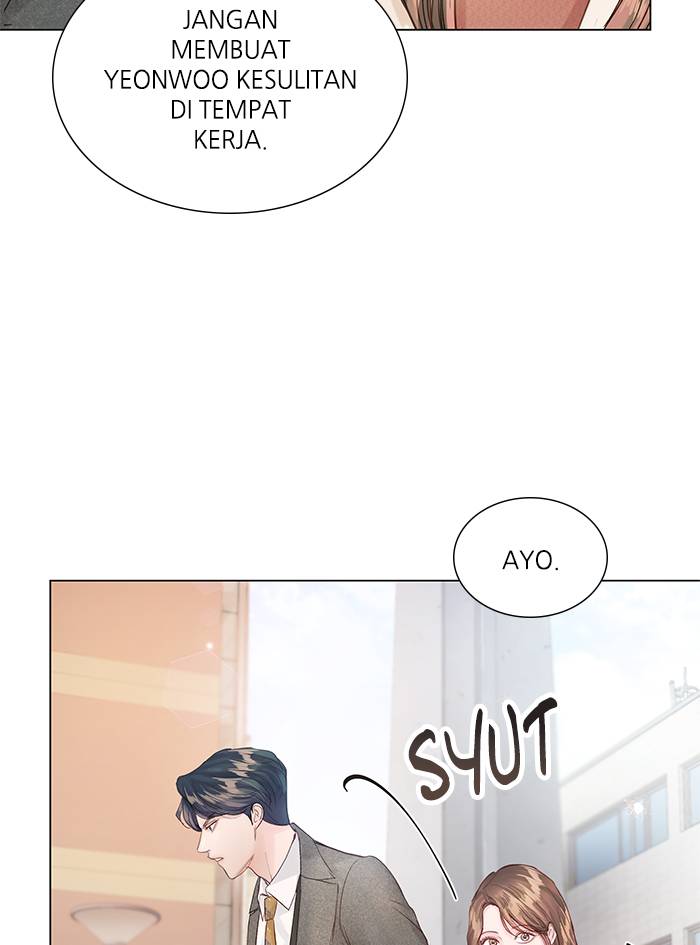 JANGAN
MEMBUAT
YEONWOO KESULITAN
DI TEMPAT
KERJA.
AYO.
SYUT